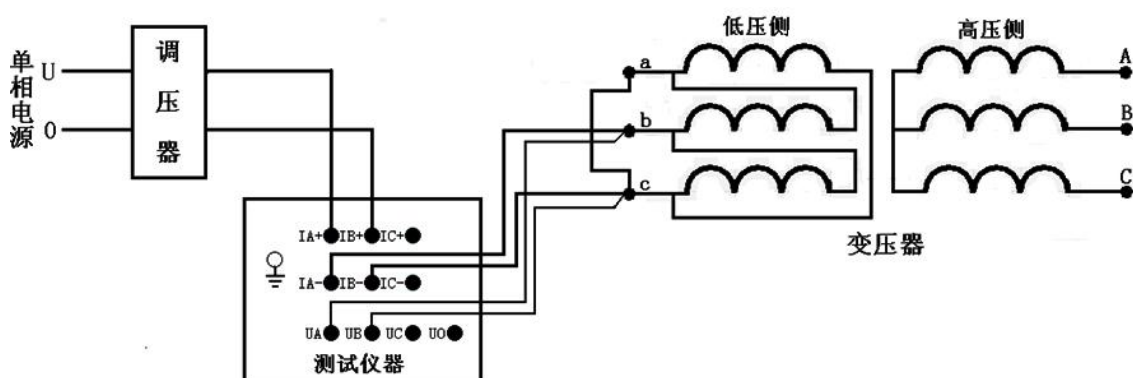 单相电源
U
0
调压器
低压侧
高压侧
a
b
c
A
B
C
变压器
IA+ IB+ IC+
IA- IB- IC-
UA UB UC UO
测试仪器